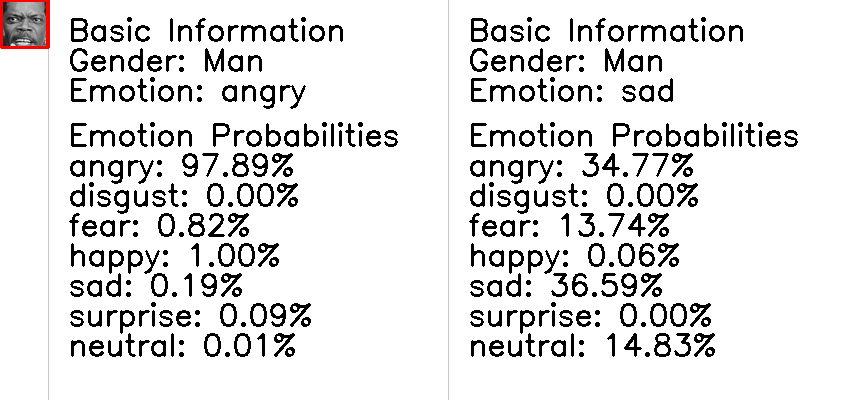 Basic Information
Gender: Man
Emotion: angry
Emotion Probabilities
angry: 97.89%
disgust: 0.00%
fear: 0.82%
happy: 1.00%
sad: 0.19%
surprise: 0.09%
neutral: 0.01%
Basic Information
Gender: Man
Emotion: sad
Emotion Probabilities
angry: 34.77%
disgust: 0.00%
fear: 13.74%
happy: 0.06%
sad: 36.59%
surprise: 0.00%
neutral: 14.83%